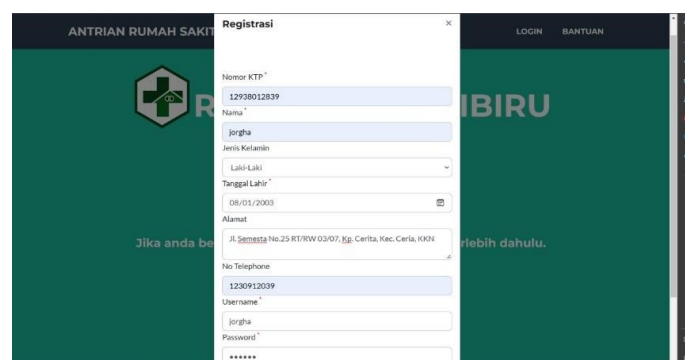 ANTRIAN RUMAH SAKIT
Registrasi
×
LOGIN BANTUAN
Nomor KTP *
12938012839
Nama *
jorgha
Jenis Kelamin
Laki-Laki
Tanggal Lahir *
08/01/2003
Alamat
Jl. Semesta No.25 RT/RW 03/07, Kp. Cerita, Kec. Ceria, KKN
No Telephone
1230912039
Username *
jorgha
Password *
••••••
R IBIRU
Jika anda be rlebih dahulu.